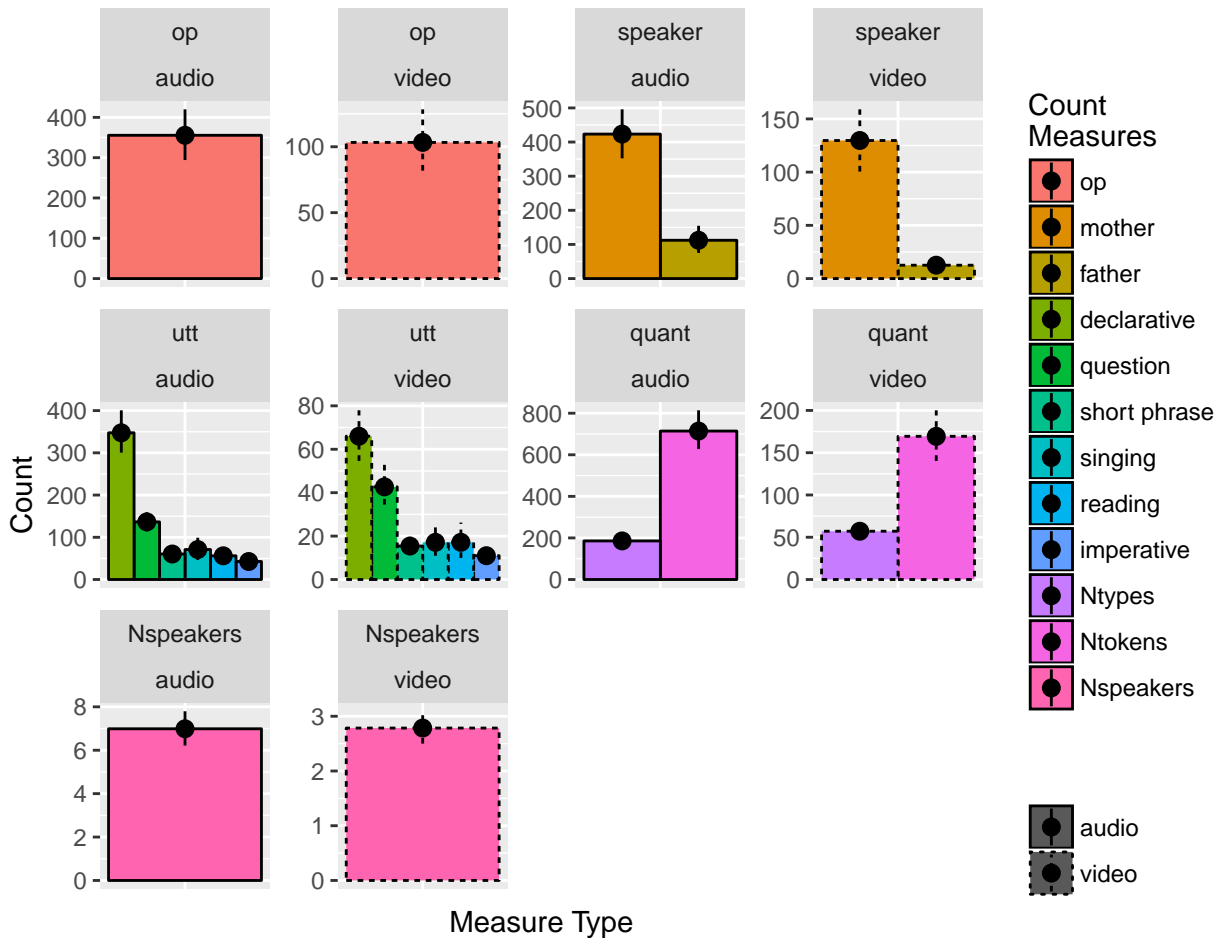 op
audio
400
300
200
100
0
op
video
100
50
0
speaker
audio
500
400
300
200
100
0
speaker
video
150
100
50
0
utt
audio
400
300
200
100
0
utt
video
80
60
40
20
0
quant
audio
800
600
400
200
0
quant
video
200
150
100
50
0
Nspeakers
audio
8
6
4
2
0
Nspeakers
video
3
2
1
0
Count
Measure Type
Count
Measures
op
mother
father
declarative
question
short phrase
singing
reading
imperative
Ntypes
Ntokens
Nspeakers
audio
video